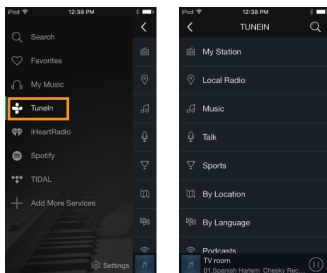 iPod 12:38 PM
Search
Favorites
My Music
TuneIn
iHeartRadio
Spotify
TIDAL
Add More Services
Settings
iPod 12:38 PM
TUNEIN
My Station
Local Radio
Music
Talk
Sports
By Location
By Language
Podcasts
TV room
01.Spanish Harlem Chesky Rec.